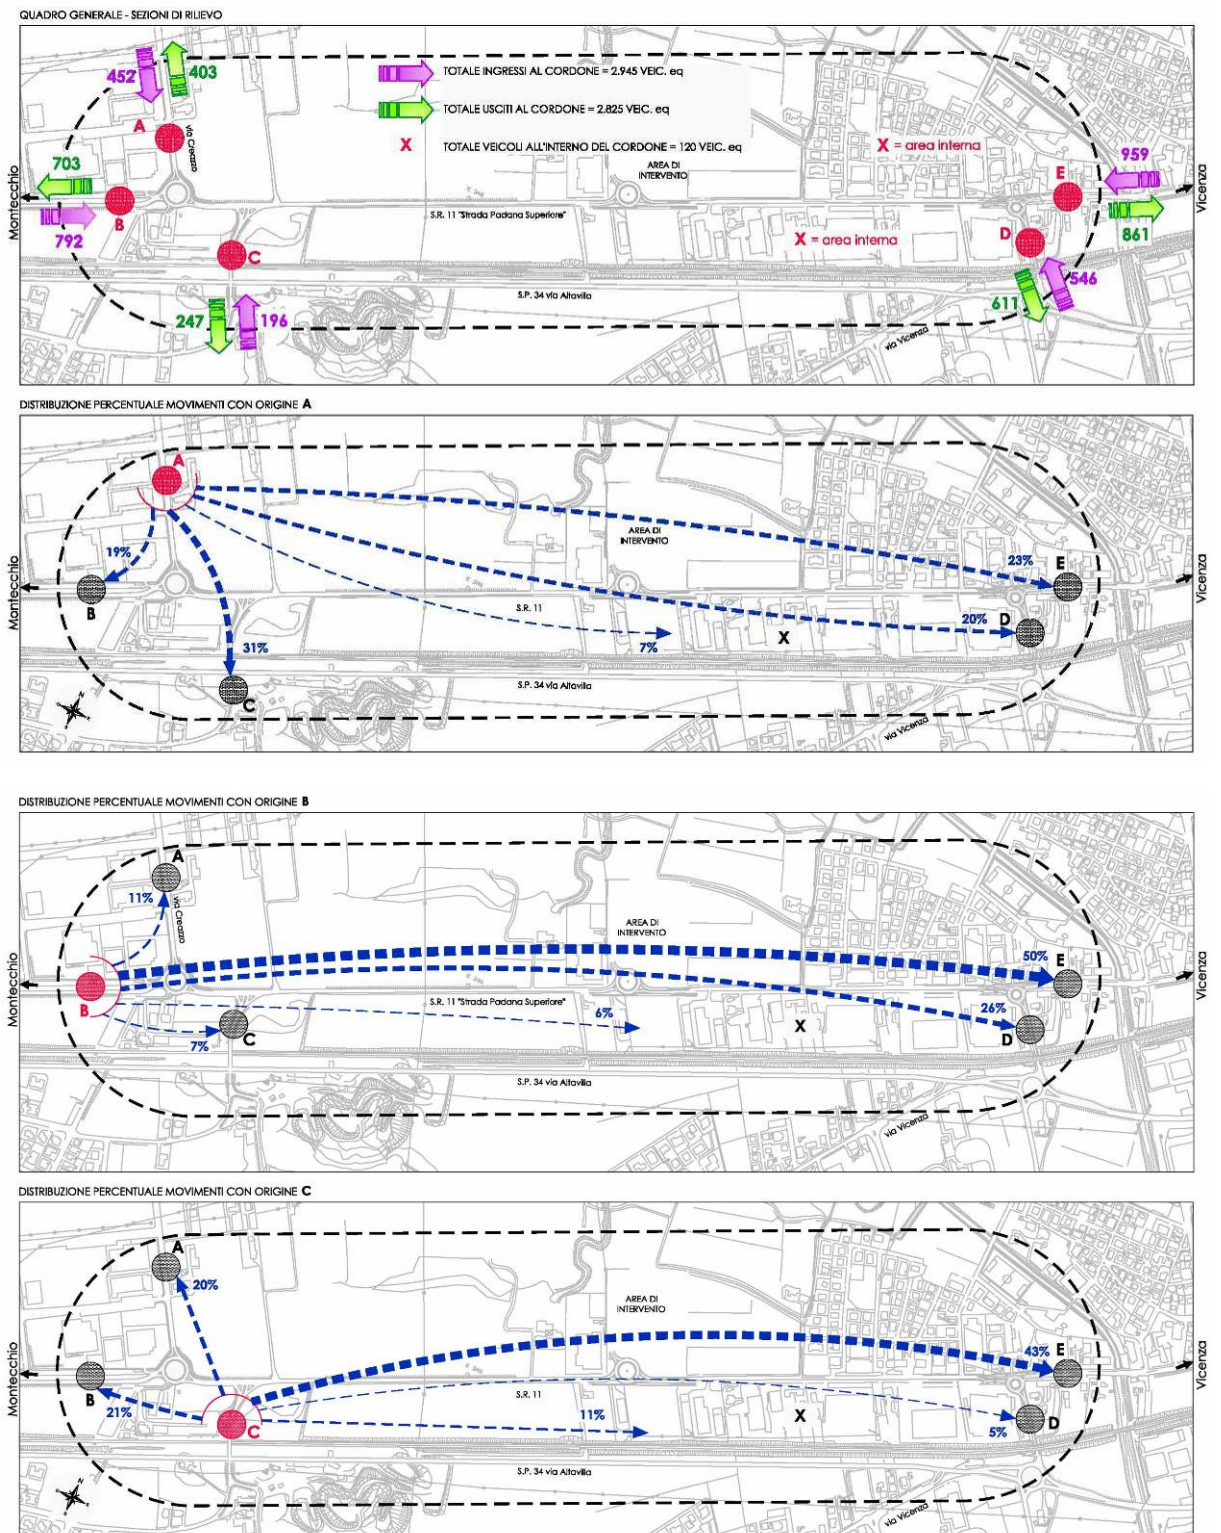 QUADRO GENERALE - SEZIONI DI RILIEVO
452
403
TOTALE INGRESSI AL CORDONE = 2.945 VEIC. eq
TOTALE USCITI AL CORDONE = 2.825 VEIC. eq
X TOTALE VEICOLI ALL'INTERNO DEL CORDONE = 120 VEIC. eq
X = area interna
A
via Creazzo
703
959
AREA DI
INTERVENTO
E
Montecchio
Vicenza
B
S.R. 11 "Strada Padana Superiore"
D
861
792
X = area interna
C
546
S.P. 34 via Altavilla
611
247
196
via Vicenza
DISTRIBUZIONE PERCENTUALE MOVIMENTI CON ORIGINE A
A
AREA DI
INTERVENTO
19%
23%
E
Montecchio
Vicenza
B
S.R. 11
20%
D
X
31%
7%
S.P. 34 via Altavilla
C
via Vicenza
DISTRIBUZIONE PERCENTUALE MOVIMENTI CON ORIGINE B
A
11%
via Creazzo
AREA DI
INTERVENTO
50%
E
Montecchio
Vicenza
B
S.R. 11 "Strada Padana Superiore"
6%
26%
X
D
7%
C
S.P. 34 via Altavilla
via Vicenza
DISTRIBUZIONE PERCENTUALE MOVIMENTI CON ORIGINE C
A
20%
AREA DI
INTERVENTO
43%
E
Montecchio
Vicenza
B
S.R. 11
21%
11%
X
D
C
5%
S.P. 34 via Altavilla
via Vicenza